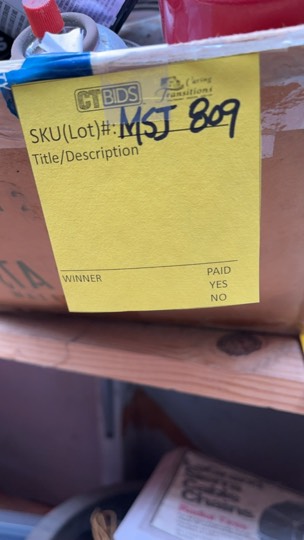 CTBIDS
Caring Transitions
SKU(Lot)#: MSJ 809
Title/Description
WINNER PAID
YES
NO